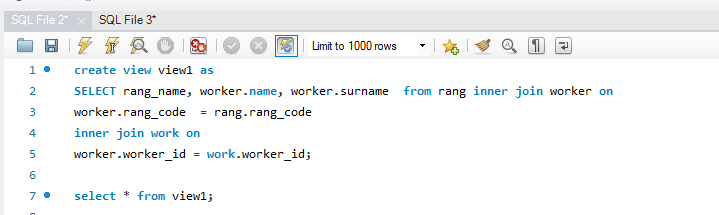 SQL File 2* × SQL File 3*
Limit to 1000 rows
1 create view view1 as
2 SELECT rang_name, worker.name, worker.surname from rang inner join worker on
3 worker.rang_code = rang.rang_code
4 inner join work on
5 worker.worker_id = work.worker_id;
6
7 select * from view1;